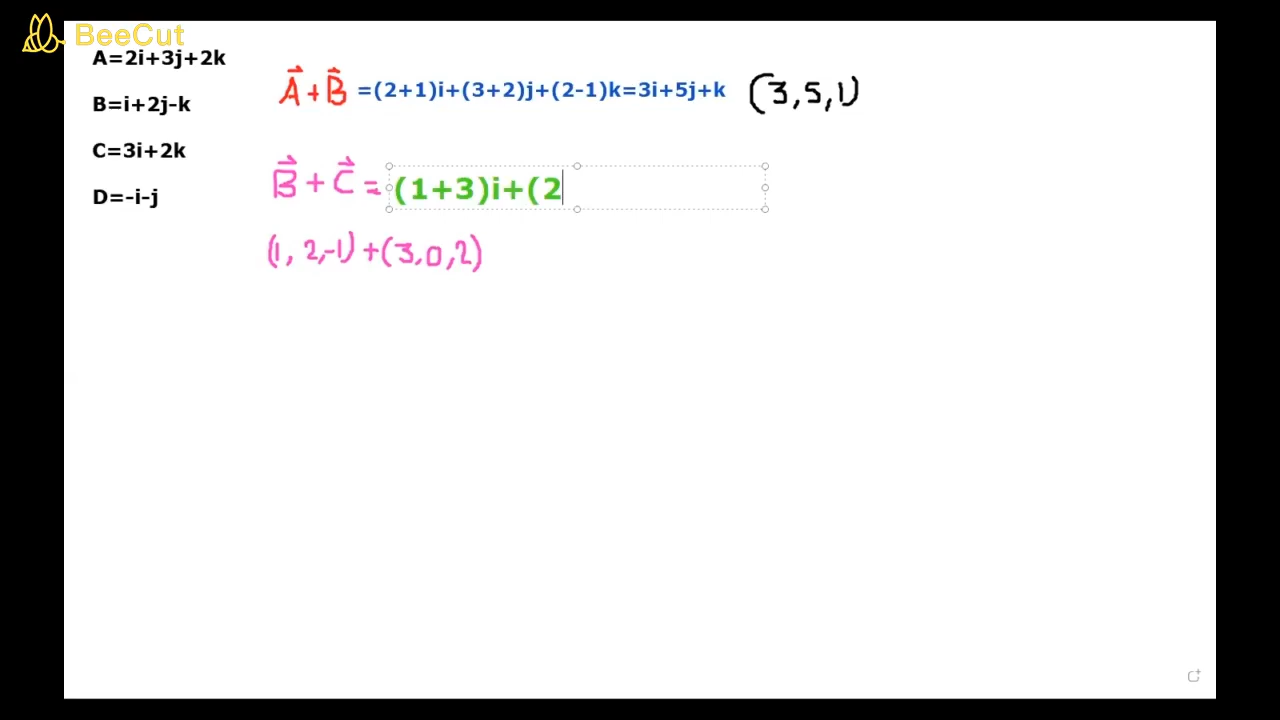 BeeCut
A=2i+3j+2k
A+B =(2+1)i+(3+2)j+(2-1)k=3i+5j+k (3,5,1)
B=i+2j-k
C=3i+2k
B+C = (1+3)i+(2
D=-i-j
(1, 2,-1)+(3,0,2)